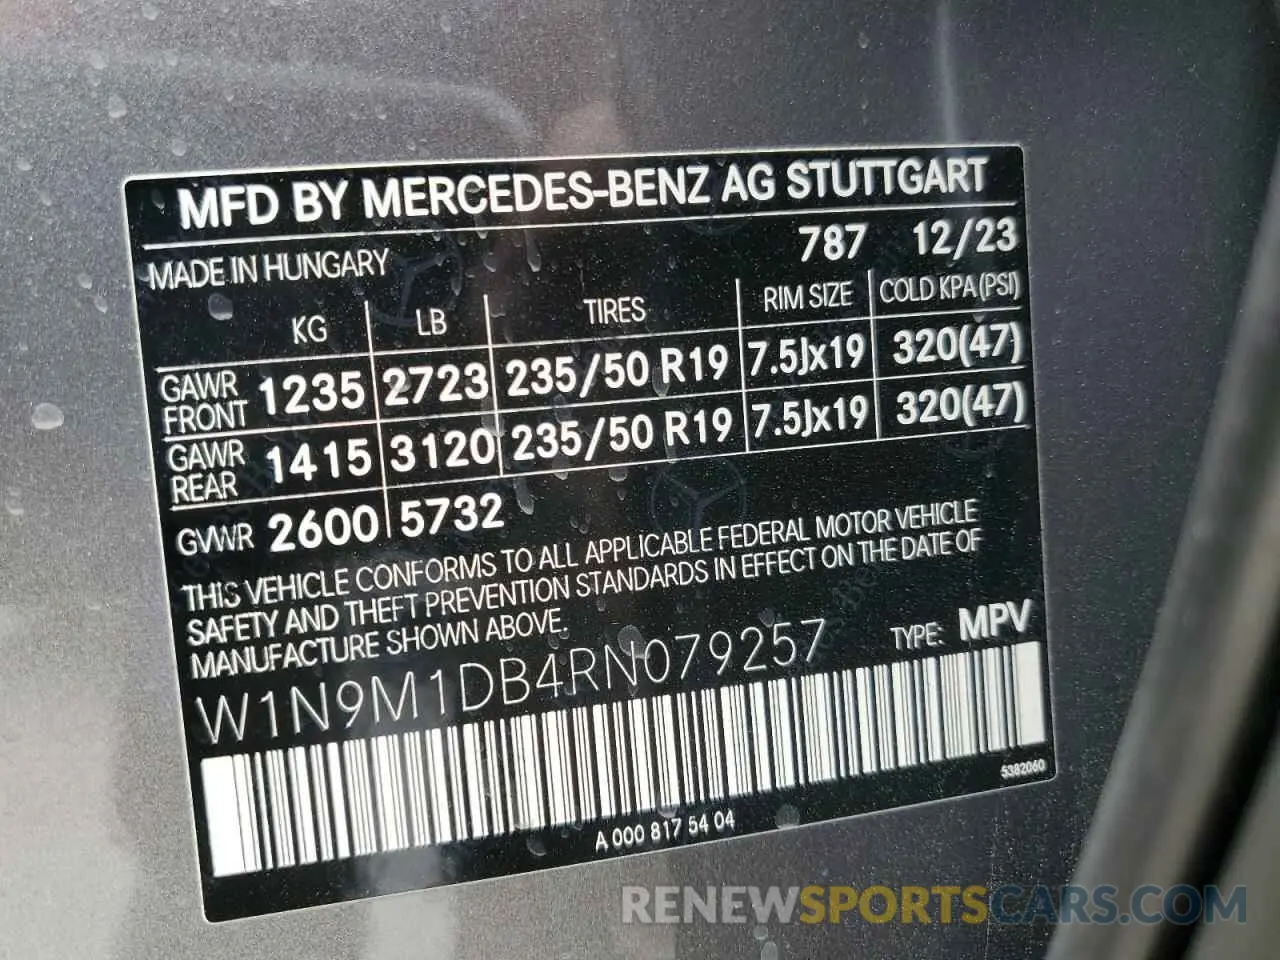 MFD BY MERCEDES-BENZ AG STUTTGART
787 12/23
MADE IN HUNGARY
KG LB TIRES RIM SIZE COLD KPA (PSI)
GAWR FRONT 1235 2723 235/50 R19 7.5Jx19 320(47)
GAWR REAR 1415 3120 235/50 R19 7.5Jx19 320(47)
GVWR 2600 5732
THIS VEHICLE CONFORMS TO ALL APPLICABLE FEDERAL MOTOR VEHICLE
SAFETY AND THEFT PREVENTION STANDARDS IN EFFECT ON THE DATE OF
MANUFACTURE SHOWN ABOVE.
W1N9M1DB4RN079257 TYPE: MPV
5382060
A 000 817 54 04
RENEWSPORTSCARS.COM